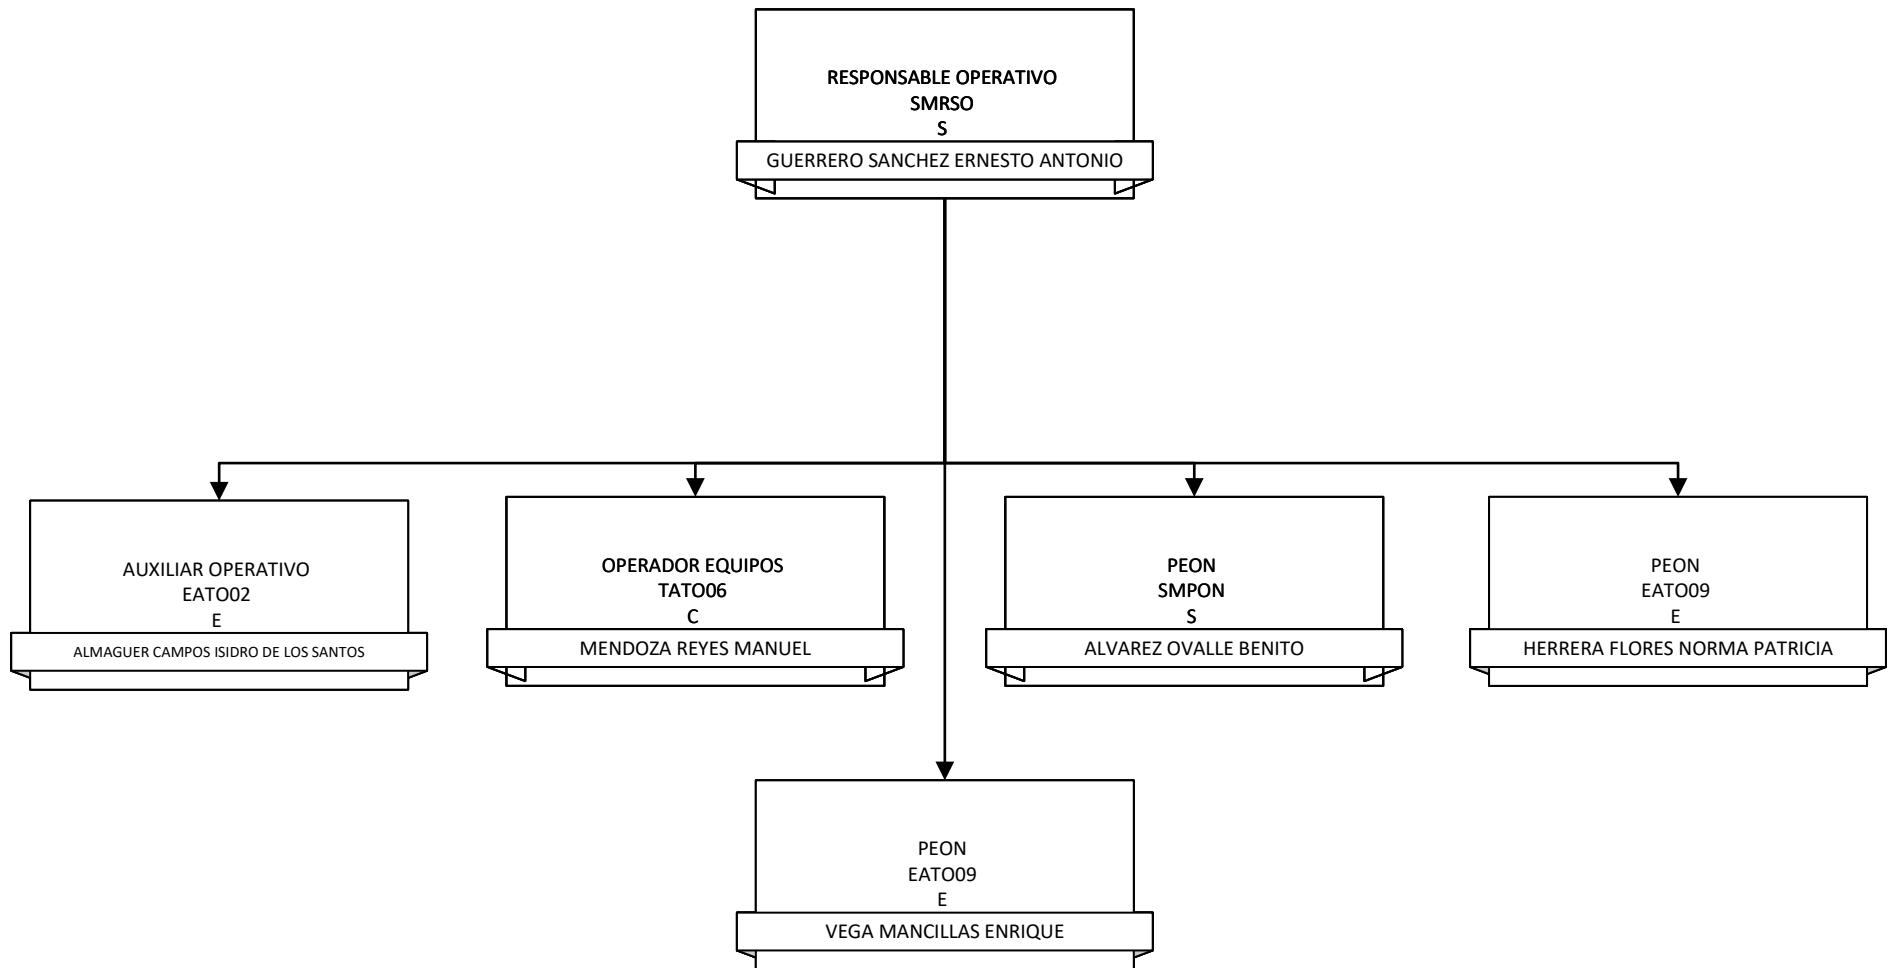 RESPONSABLE OPERATIVO
SMRSO
S
GUERRERO SANCHEZ ERNESTO ANTONIO
AUXILIAR OPERATIVO
EATO02
E
ALMAGUER CAMPOS ISIDRO DE LOS SANTOS
OPERADOR EQUIPOS
TATO06
C
MENDOZA REYES MANUEL
PEON
SMPON
S
ALVAREZ OVALLE BENITO
PEON
EATO09
E
HERRERA FLORES NORMA PATRICIA
PEON
EATO09
E
VEGA MANCILLAS ENRIQUE